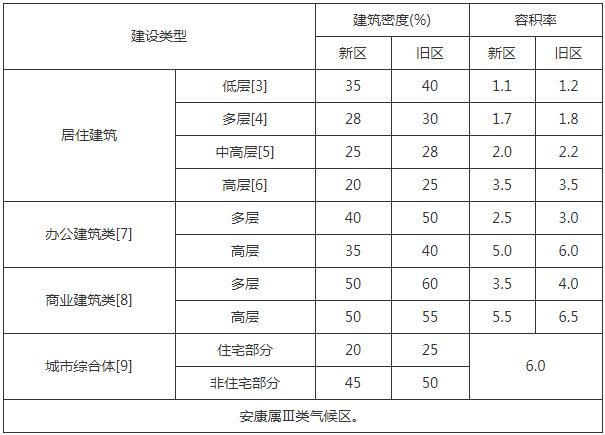 建设类型 建筑密度(%) 容积率
新区 旧区 新区 旧区
居住建筑 低层[3] 35 40 1.1 1.2
多层[4] 28 30 1.7 1.8
中高层[5] 25 28 2.0 2.2
高层[6] 20 25 3.5 3.5
办公建筑类[7] 多层 40 50 2.5 3.0
高层 35 40 5.0 6.0
商业建筑类[8] 多层 50 60 3.5 4.0
高层 50 55 5.5 6.5
城市综合体[9] 住宅部分 20 25 6.0
非住宅部分 45 50
安康属Ⅲ类气候区。